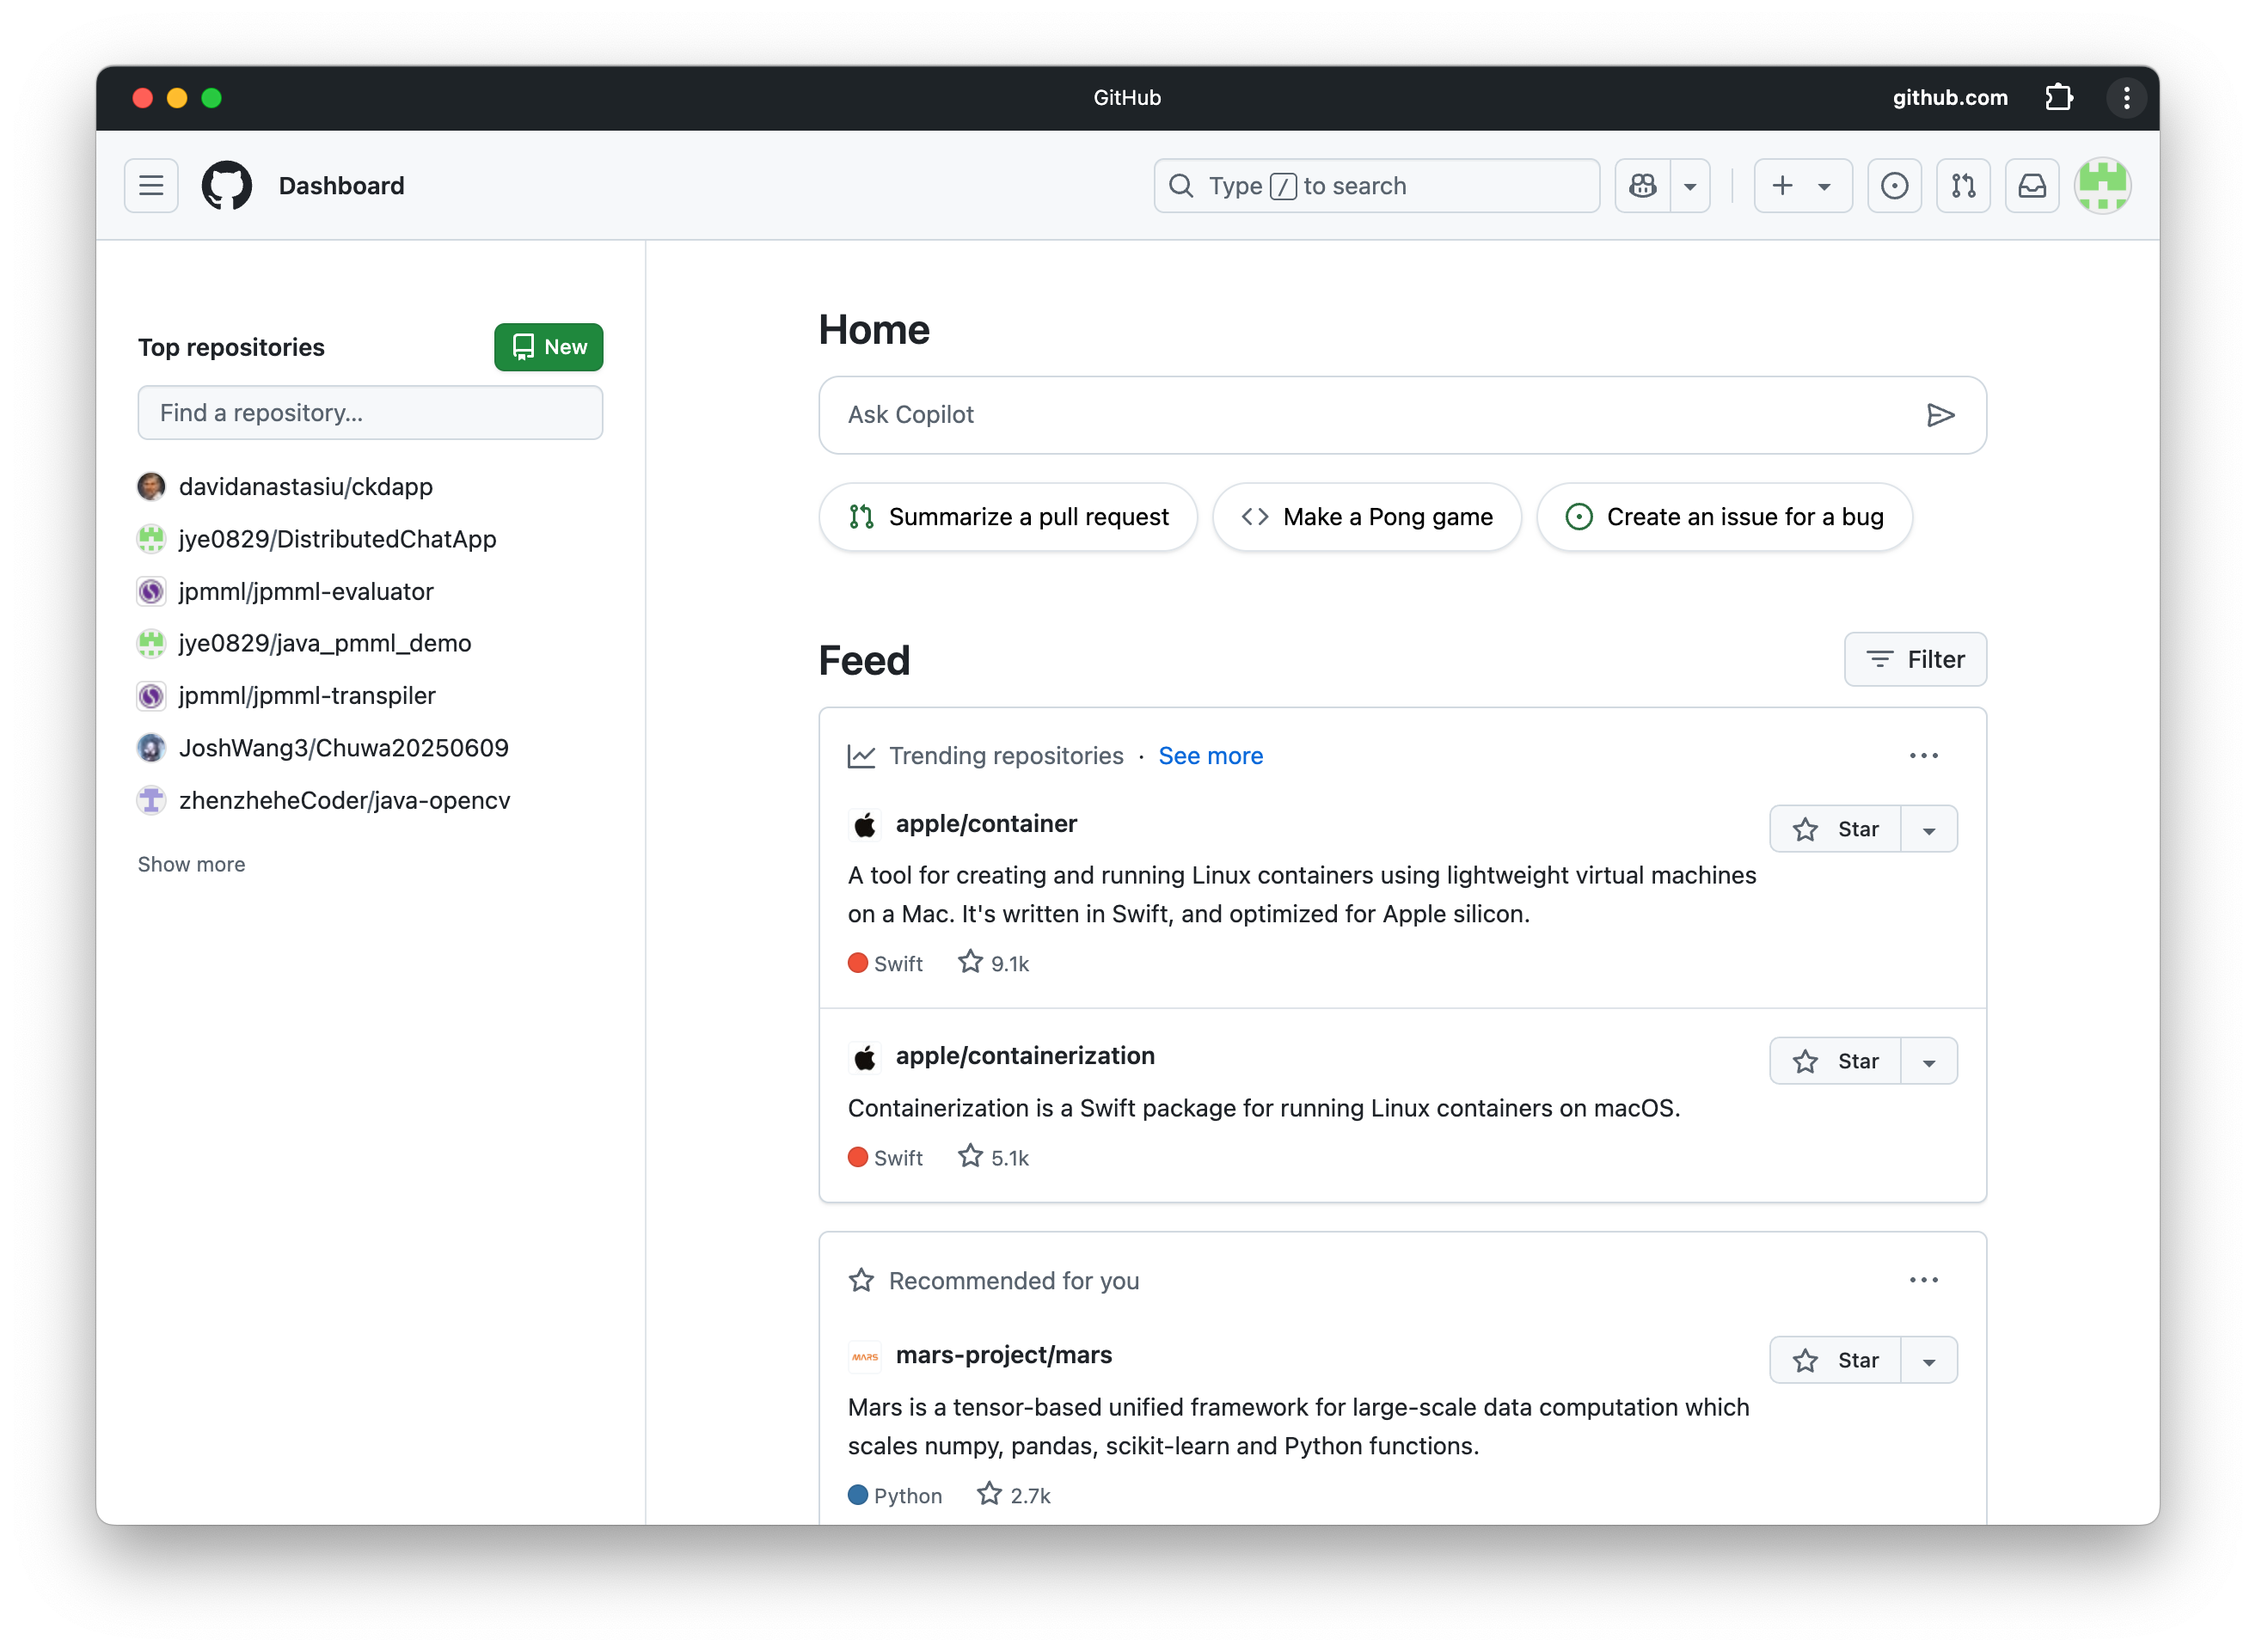 GitHub
github.com
Dashboard
Type / to search
Top repositories
New
Find a repository...
davidanastasiu/ckdapp
jye0829/DistributedChatApp
jpmml/jpmml-evaluator
jye0829/java_pmml_demo
jpmml/jpmml-transpiler
JoshWang3/Chuwa20250609
zhenzheheCoder/java-opencv
Show more
Home
Ask Copilot
Summarize a pull request
Make a Pong game
Create an issue for a bug
Feed
Filter
Trending repositories · See more
apple/container
Star
A tool for creating and running Linux containers using lightweight virtual machines
on a Mac. It's written in Swift, and optimized for Apple silicon.
Swift 9.1k
apple/containerization
Star
Containerization is a Swift package for running Linux containers on macOS.
Swift 5.1k
Recommended for you
MARS
mars-project/mars
Star
Mars is a tensor-based unified framework for large-scale data computation which
scales numpy, pandas, scikit-learn and Python functions.
Python 2.7k